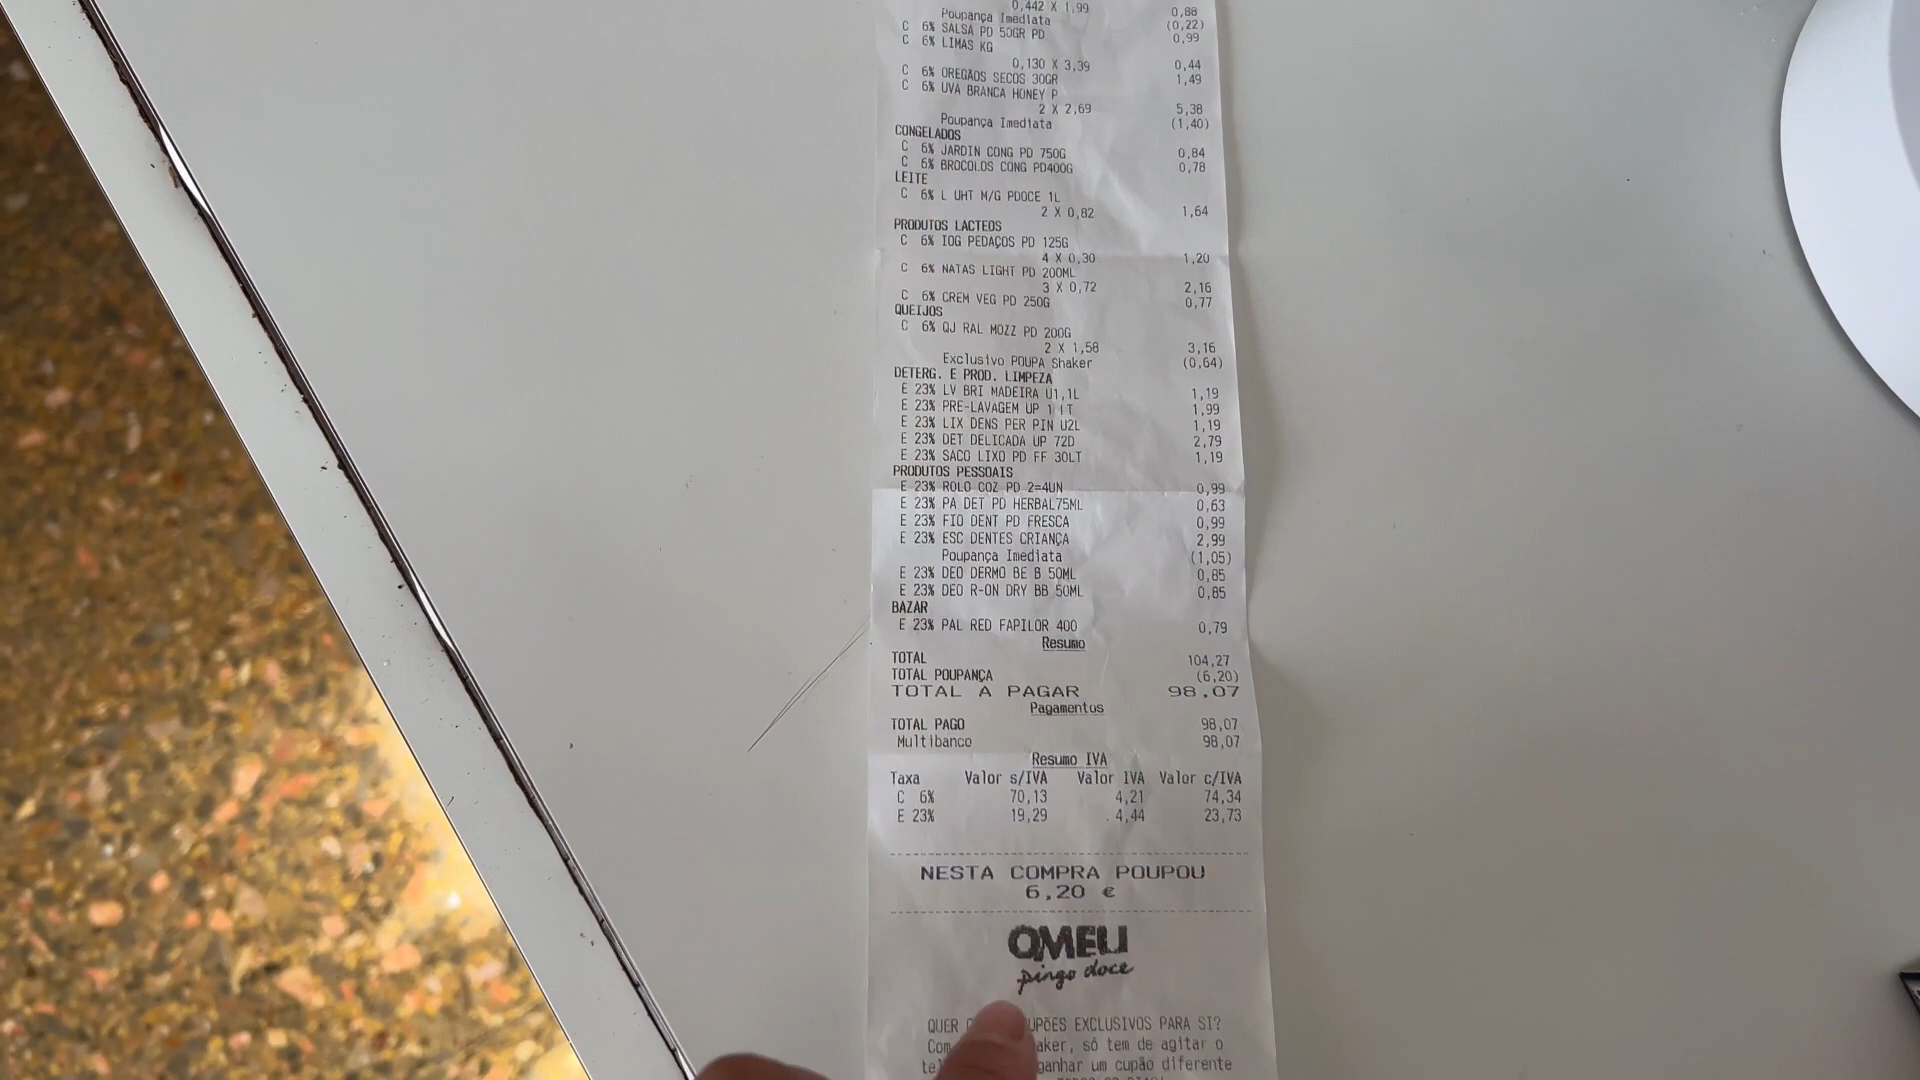 0,442 X 1,99 0,88
Poupança Imediata (0,22)
C 6% SALSA PD 50GR PD 0,99
C 6% LIMAS KG
0,130 X 3,39 0,44
C 6% OREGAOS SECOS 30GR 1,49
C 6% UVA BRANCA HONEY P
2 X 2,69 5,38
Poupança Imediata (1,40)
CONGELADOS
C 6% JARDIN CONG PD 750G 0,84
C 6% BROCOLOS CONG PD400G 0,78
LEITE
C 6% L UHT M/G PDOCE 1L
2 X 0,82 1,64
PRODUTOS LACTEOS
C 6% IOG PEDAÇOS PD 125G
4 X 0,30 1,20
C 6% NATAS LIGHT PD 200ML
3 X 0,72 2,16
C 6% CREM VEG PD 250G 0,77
QUEIJOS
C 6% QJ RAL MOZZ PD 200G
2 X 1,58 3,16
Exclusivo POUPA Shaker (0,64)
DETERG. E PROD. LIMPEZA
E 23% LV BRI MADEIRA U1,1L 1,19
E 23% PRE-LAVAGEM UP 1 LT 1,99
E 23% LIX DENS PER PIN U2L 1,19
E 23% DET DELICADA UP 72D 2,79
E 23% SACO LIXO PD FF 30LT 1,19
PRODUTOS PESSOAIS
E 23% ROLO COZ PD 2=4UN 0,99
E 23% PA DET PD HERBAL75ML 0,63
E 23% FIO DENT PD FRESCA 0,99
E 23% ESC DENTES CRIANÇA 2,99
Poupança Imediata (1,05)
E 23% DEO DERMO BE B 50ML 0,85
E 23% DEO R-ON DRY BB 50ML 0,85
BAZAR
E 23% PAL RED FAPILOR 400 0,79
Resumo
TOTAL 104,27
TOTAL POUPANÇA (6,20)
TOTAL A PAGAR 98,07
Pagamentos
TOTAL PAGO 98,07
Multibanco 98,07
Resumo IVA
Taxa Valor s/IVA Valor IVA Valor c/IVA
C 6% 70,13 4,21 74,34
E 23% 19,29 4,44 23,73
NESTA COMPRA POUPOU
6,20 €
OMEU
pingo doce
QUER UPÕES EXCLUSIVOS PARA SI?
Com aker, só tem de agitar o
ganhar um cupão diferente